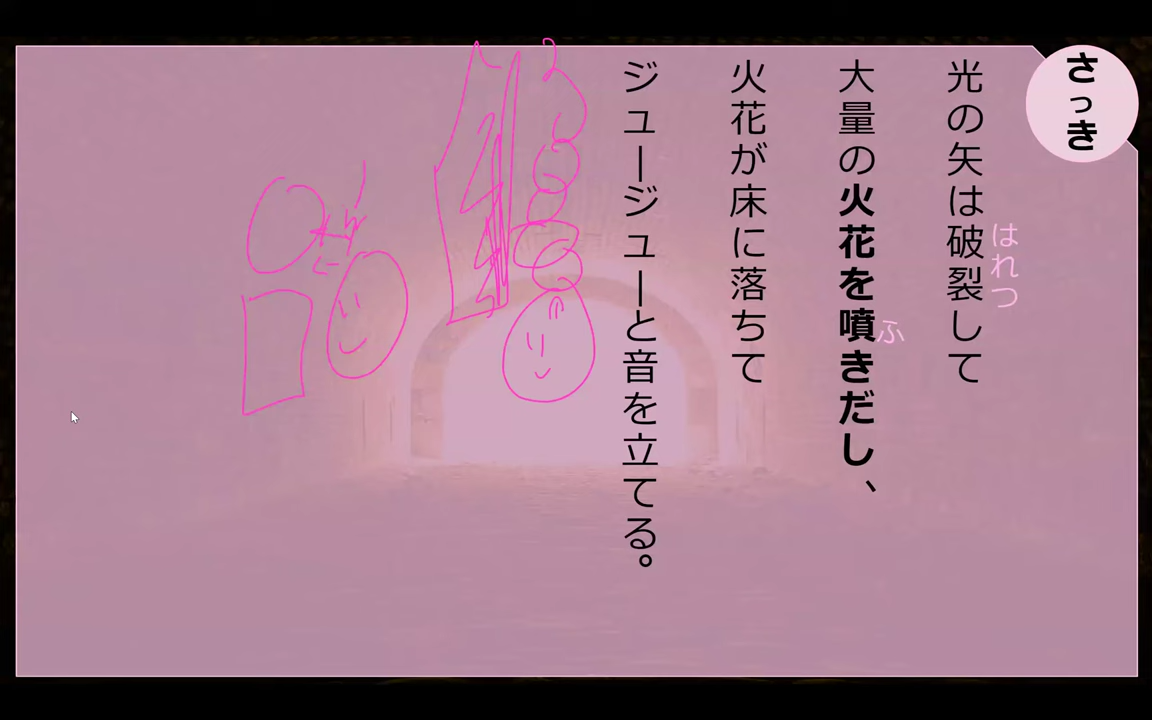 さっき
光の矢は破裂して
はれつ
大量の火花を噴きだし、
ふ
火花が床に落ちて
ジュージューと音を立てる。